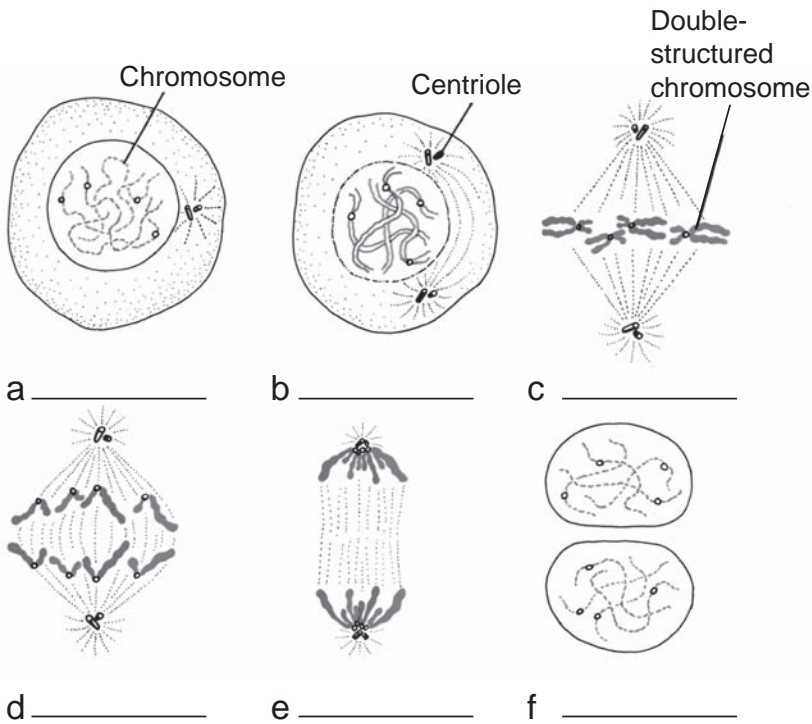 Double-
structured
chromosome
Chromosome
Centriole
a
b
c
d
e
f